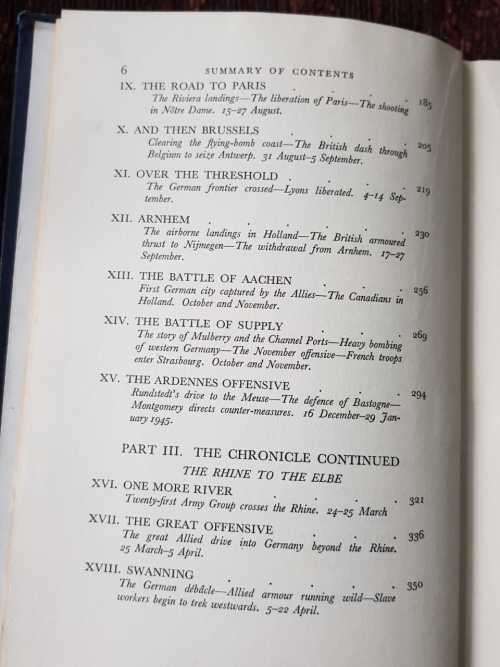 6 SUMMARY OF CONTENTS
IX. THE ROAD TO PARIS . . . . 185
The Riviera landings—The liberation of Paris—The shooting
in Nôtre Dame. 15-27 August.
X. AND THEN BRUSSELS . . . . 205
Clearing the flying-bomb coast—The British dash through
Belgium to seize Antwerp. 31 August-5 September.
XI. OVER THE THRESHOLD . . . . 219
The German frontier crossed—Lyons liberated. 4-14 Sep-
tember.
XII. ARNHEM . . . . . . 230
The airborne landings in Holland—The British armoured
thrust to Nijmegen—The withdrawal from Arnhem. 17-27
September.
XIII. THE BATTLE OF AACHEN . . . . 256
First German city captured by the Allies—The Canadians in
Holland. October and November.
XIV. THE BATTLE OF SUPPLY . . . . 269
The story of Mulberry and the Channel Ports—Heavy bombing
of western Germany—The November offensive—French troops
enter Strasbourg. October and November.
XV. THE ARDENNES OFFENSIVE . . . . 294
Rundstedt's drive to the Meuse—The defence of Bastogne—
Montgomery directs counter-measures. 16 December-29 Jan-
uary 1945.
PART III. THE CHRONICLE CONTINUED
THE RHINE TO THE ELBE
XVI. ONE MORE RIVER . . . . . 321
Twenty-first Army Group crosses the Rhine. 24-25 March
XVII. THE GREAT OFFENSIVE . . . . 336
The great Allied drive into Germany beyond the Rhine.
25 March-5 April.
XVIII. SWANNING . . . . . 350
The German débâcle—Allied armour running wild—Slave
workers begin to trek westwards. 5-22 April.